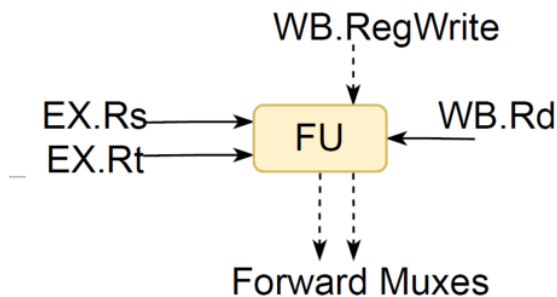 WB.RegWrite
EX.Rs
FU
WB.Rd
EX.Rt
Forward Muxes